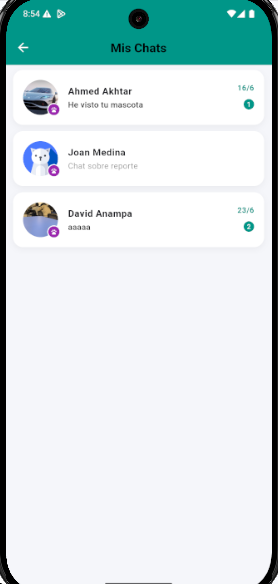 8:54
Mis Chats
Ahmed Akhtar
16/6
He visto tu mascota
1
Joan Medina
Chat sobre reporte
David Anampa
23/6
aaaaa
2